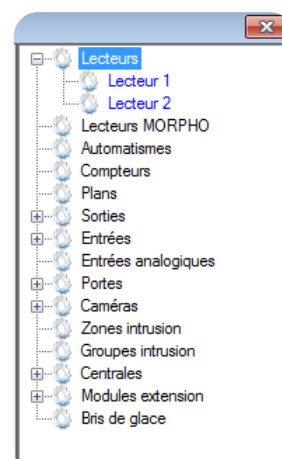 Lecteurs
Lecteur 1
Lecteur 2
Lecteurs MORPHO
Automatismes
Compteurs
Plans
Sorties
Entrées
Entrées analogiques
Portes
Caméras
Zones intrusion
Groupes intrusion
Centrales
Modules extension
Bris de glace